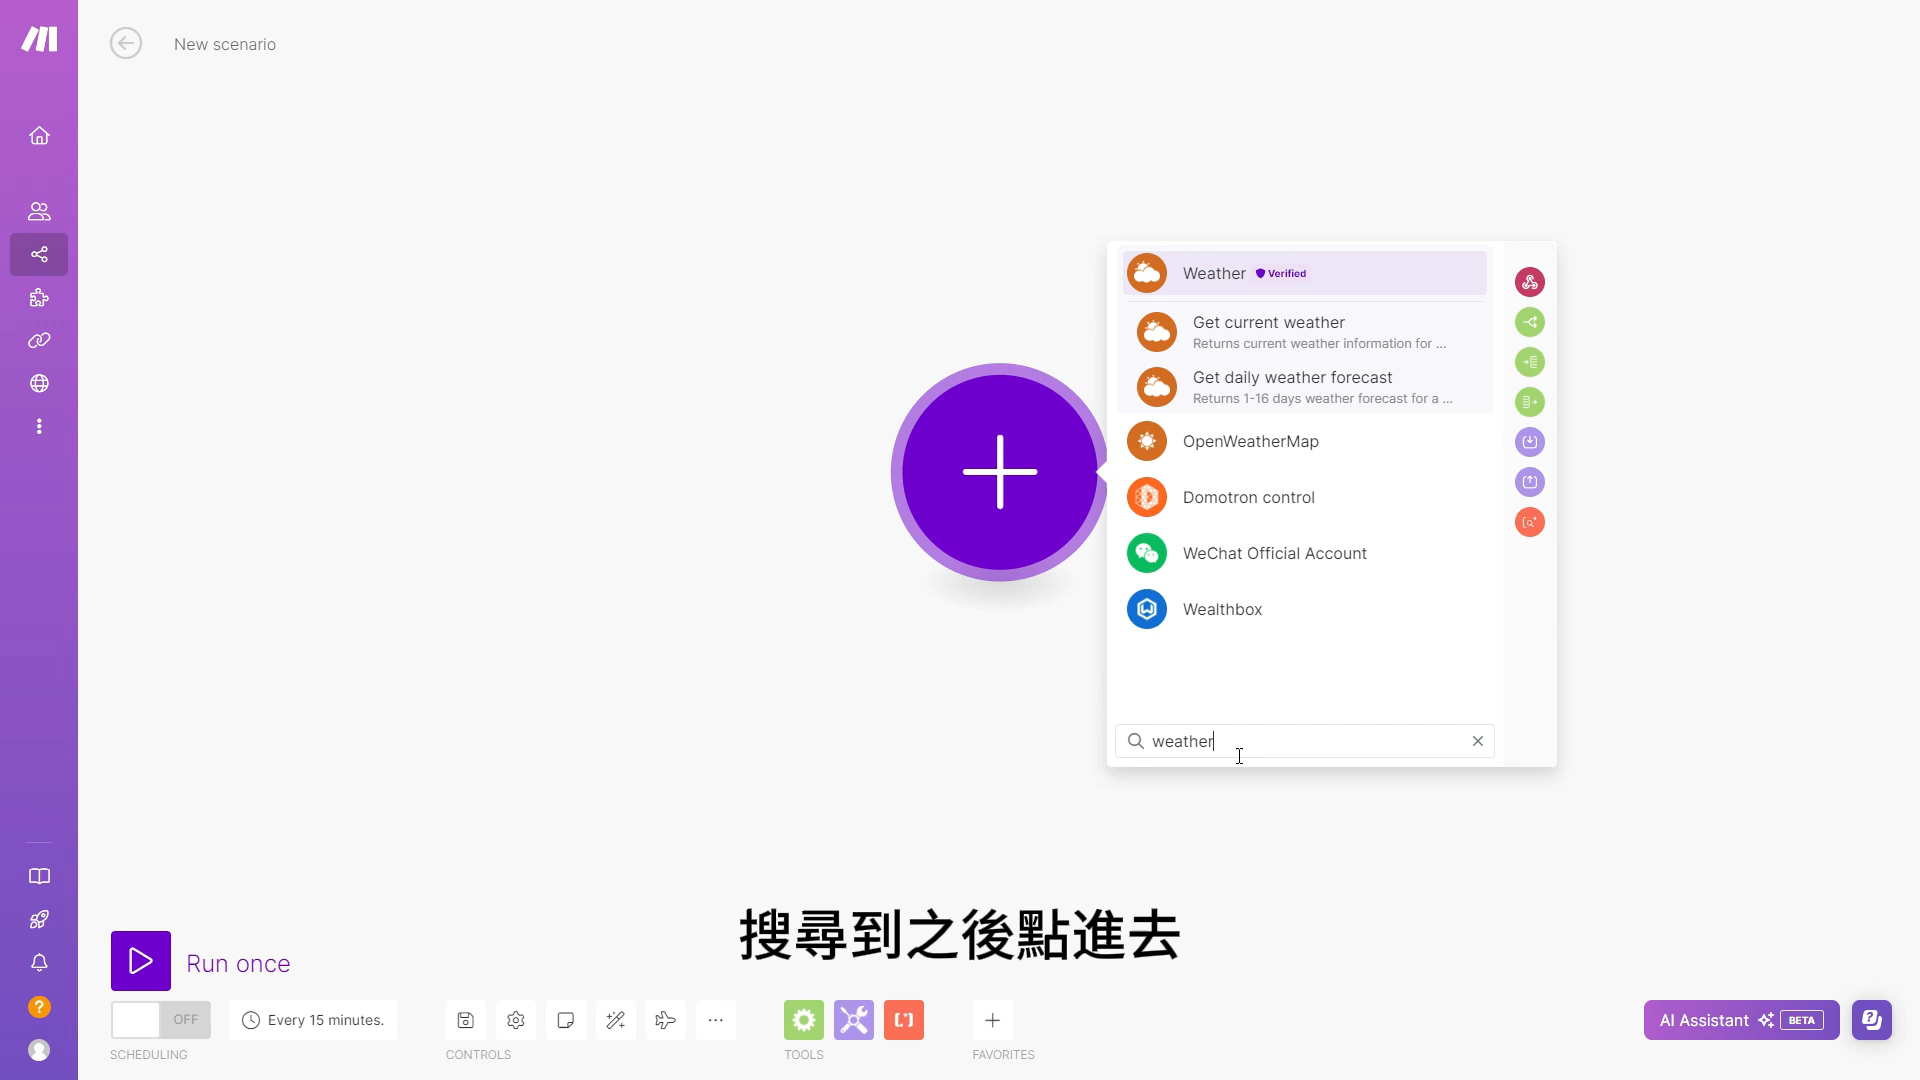 New scenario
Weather Verified
Get current weather
Returns current weather information for ...
Get daily weather forecast
Returns 1-16 days weather forecast for a ...
OpenWeatherMap
Domotron control
WeChat Official Account
Wealthbox
weather
搜尋到之後點進去
Run once
OFF
Every 15 minutes.
AI Assistant BETA
SCHEDULING
CONTROLS
TOOLS
FAVORITES